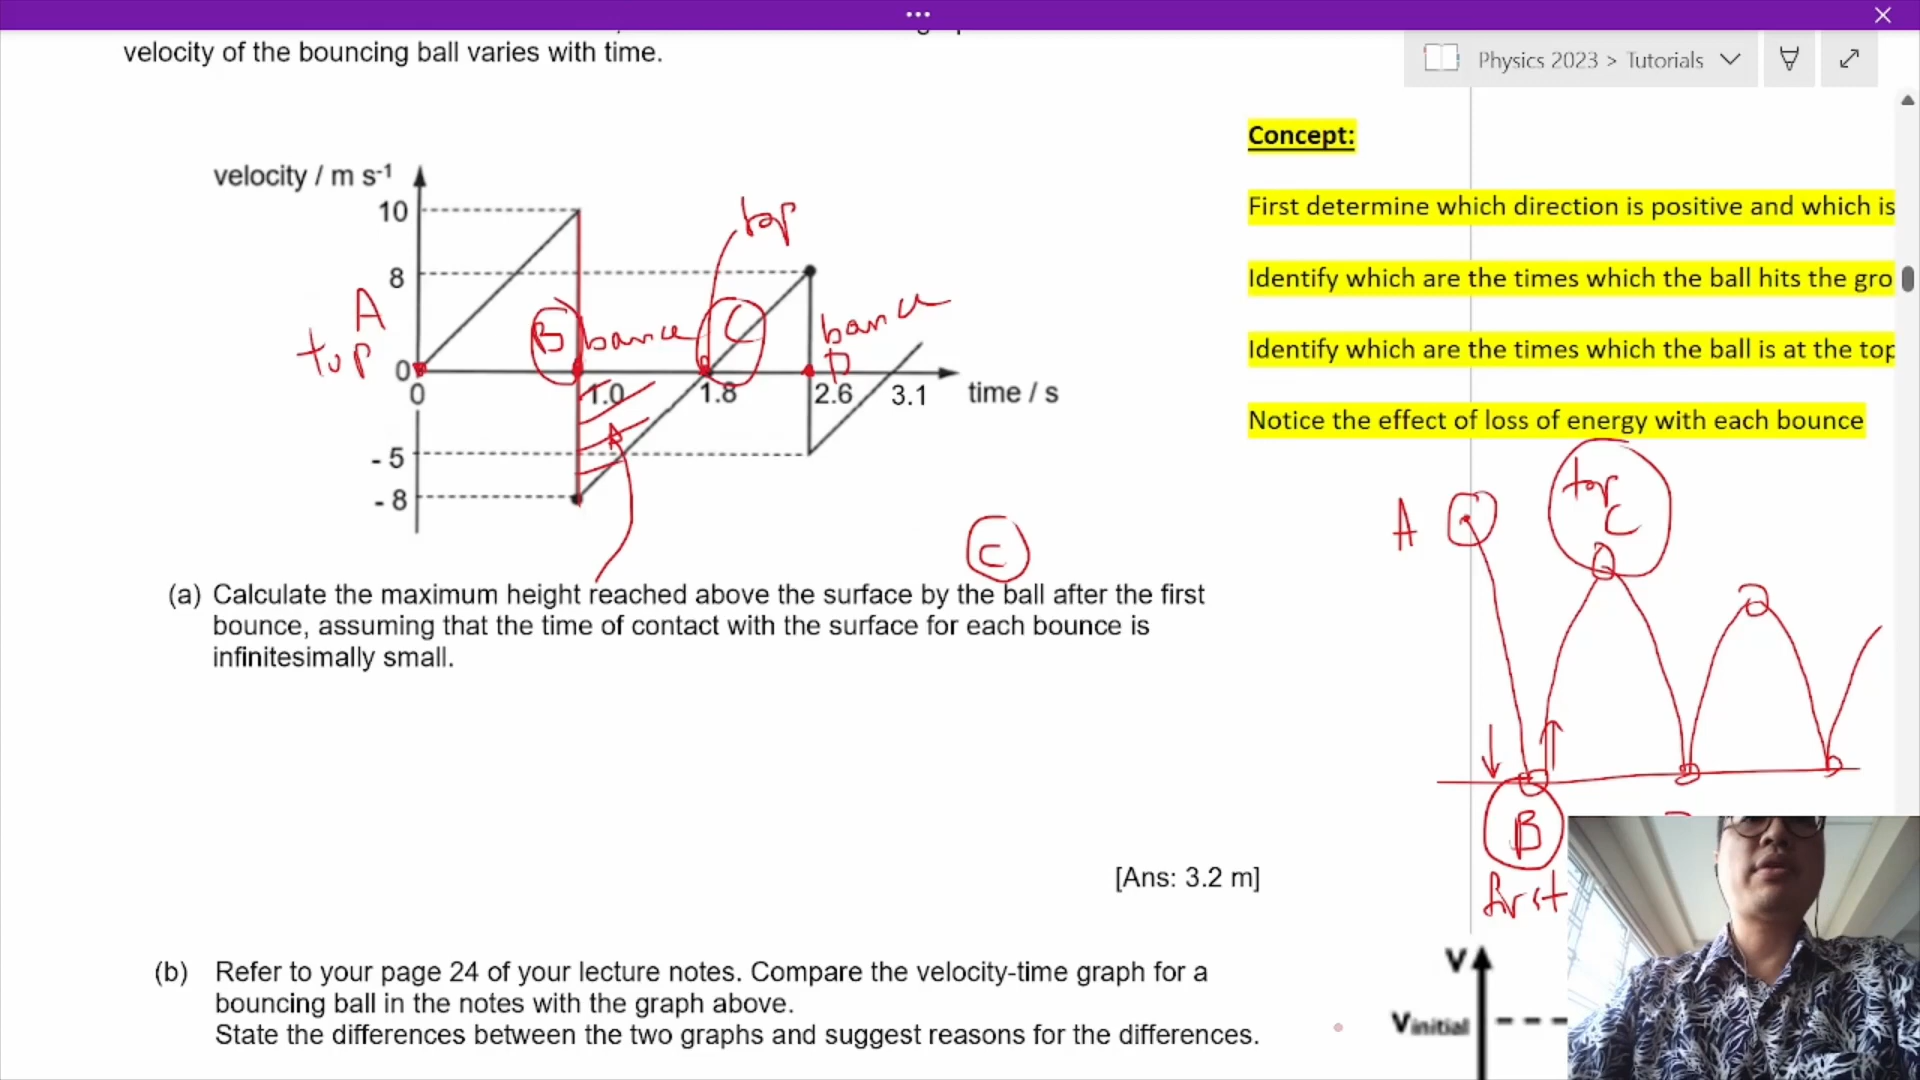 velocity of the bouncing ball varies with time.
Physics 2023 > Tutorials
Concept:
First determine which direction is positive and which is
Identify which are the times which the ball hits the gro
Identify which are the times which the ball is at the top
Notice the effect of loss of energy with each bounce
velocity / m s⁻¹
10
8
0
- 5
- 8
0
1.0
1.8
2.6
3.1
time / s
A
top
B
bounce
top
C
bounce
D
C
A
top
C
B
first
(a) Calculate the maximum height reached above the surface by the ball after the first
bounce, assuming that the time of contact with the surface for each bounce is
infinitesimally small.
[Ans: 3.2 m]
(b) Refer to your page 24 of your lecture notes. Compare the velocity-time graph for a
bouncing ball in the notes with the graph above.
State the differences between the two graphs and suggest reasons for the differences.
V
Vinitial